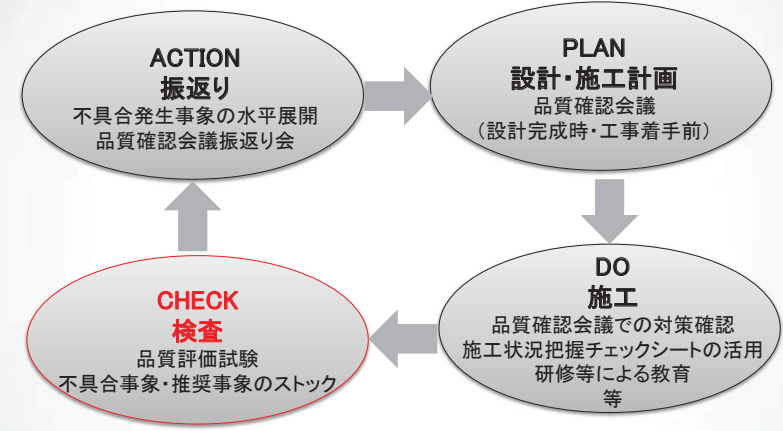 ACTION
振返り
不具合発生事象の水平展開
品質確認会議振返り会
PLAN
設計・施工計画
品質確認会議
(設計完成時・工事着手前)
DO
施工
品質確認会議での対策確認
施工状況把握チェックシートの活用
研修等による教育
等
CHECK
検査
品質評価試験
不具合事象・推奨事象のストック